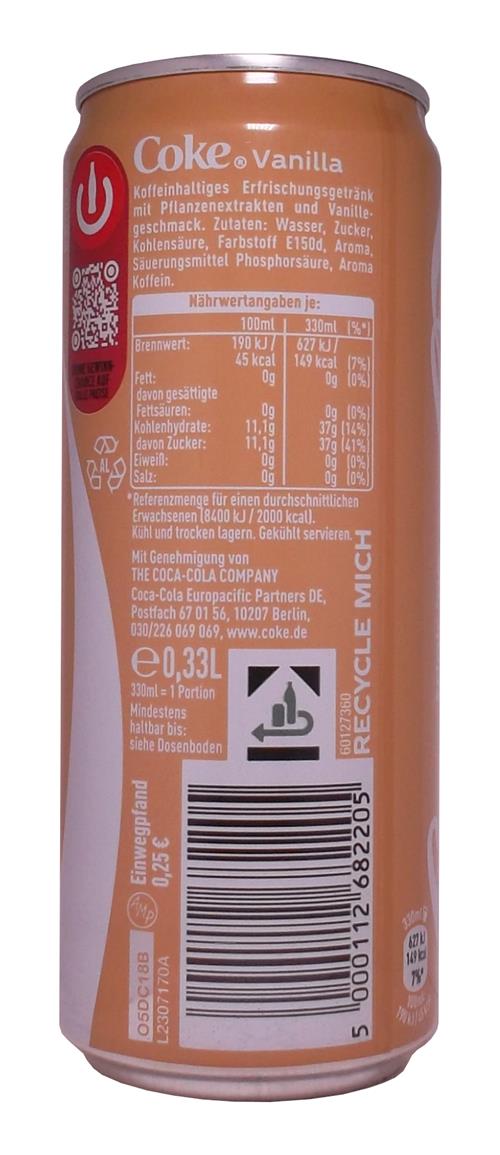 Coke® Vanilla
Koffeinhaltiges Erfrischungsgetränk
mit Pflanzenextrakten und Vanille-
geschmack. Zutaten: Wasser, Zucker,
Kohlensäure, Farbstoff E150d, Aroma,
Säuerungsmittel Phosphorsäure, Aroma
Koffein.
Nährwertangaben je:
100ml 330ml (%*)
Brennwert: 190 kJ/ 627 kJ/
45 kcal 149 kcal (7%)
Fett: 0g 0g (0%)
davon gesättigte
Fettsäuren: 0g 0g (0%)
Kohlenhydrate: 11,1g 37g (14%)
davon Zucker: 11,1g 37g (41%)
Eiweiß: 0g 0g (0%)
Salz: 0g 0g (0%)
*Referenzmenge für einen durchschnittlichen
Erwachsenen (8400 kJ / 2000 kcal).
Kühl und trocken lagern. Gekühlt servieren.
Mit Genehmigung von
THE COCA-COLA COMPANY
Coca-Cola Europacific Partners DE,
Postfach 67 01 56, 10207 Berlin,
030/226 069 069, www.coke.de
℮0,33L
330ml = 1 Portion
Mindestens
haltbar bis:
siehe Dosenboden
AL
RECYCLE MICH
60127360
Einwegpfand
0,25 €
AMP
O5DC18B
L2307170A
5 000112 682205
330ml
627 kJ
149 kcal
7%*